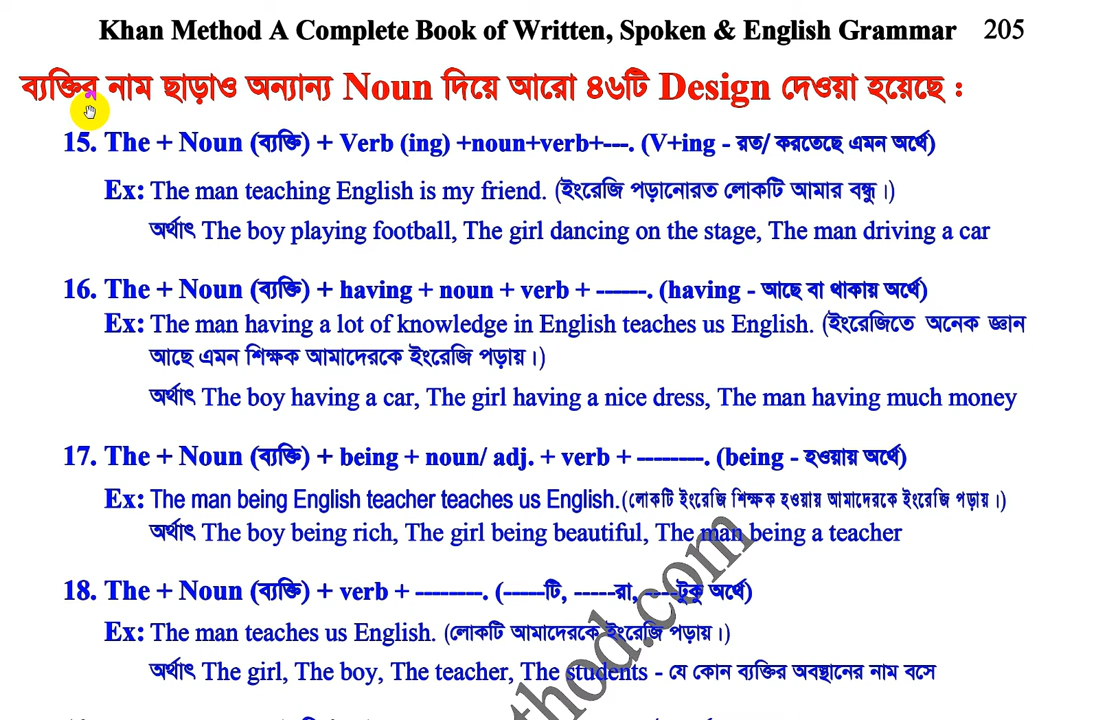 Khan Method A Complete Book of Written, Spoken & English Grammar 205
ব্যক্তির নাম ছাড়াও অন্যান্য Noun দিয়ে আরো ৪৬টি Design দেওয়া হয়েছে :
15. The + Noun (ব্যক্তি) + Verb (ing) +noun+verb+---. (V+ing - রত/ করতেছে এমন অর্থে)
Ex: The man teaching English is my friend. (ইংরেজি পড়ানোরত লোকটি আমার বন্ধু।)
অর্থাৎ The boy playing football, The girl dancing on the stage, The man driving a car
16. The + Noun (ব্যক্তি) + having + noun + verb + ------. (having - আছে বা থাকায় অর্থে)
Ex: The man having a lot of knowledge in English teaches us English. (ইংরেজিতে অনেক জ্ঞান
আছে এমন শিক্ষক আমাদেরকে ইংরেজি পড়ায়।)
অর্থাৎ The boy having a car, The girl having a nice dress, The man having much money
17. The + Noun (ব্যক্তি) + being + noun/ adj. + verb + --------. (being - হওয়ায় অর্থে)
Ex: The man being English teacher teaches us English.(লোকটি ইংরেজি শিক্ষক হওয়ায় আমাদেরকে ইংরেজি পড়ায়।)
অর্থাৎ The boy being rich, The girl being beautiful, The man being a teacher
18. The + Noun (ব্যক্তি) + verb + --------. (-----টি, -----রা, -----টুকু অর্থে)
Ex: The man teaches us English. (লোকটি আমাদেরকে ইংরেজি পড়ায়।)
অর্থাৎ The girl, The boy, The teacher, The students - যে কোন ব্যক্তির অবস্থানের নাম বসে
thod.com